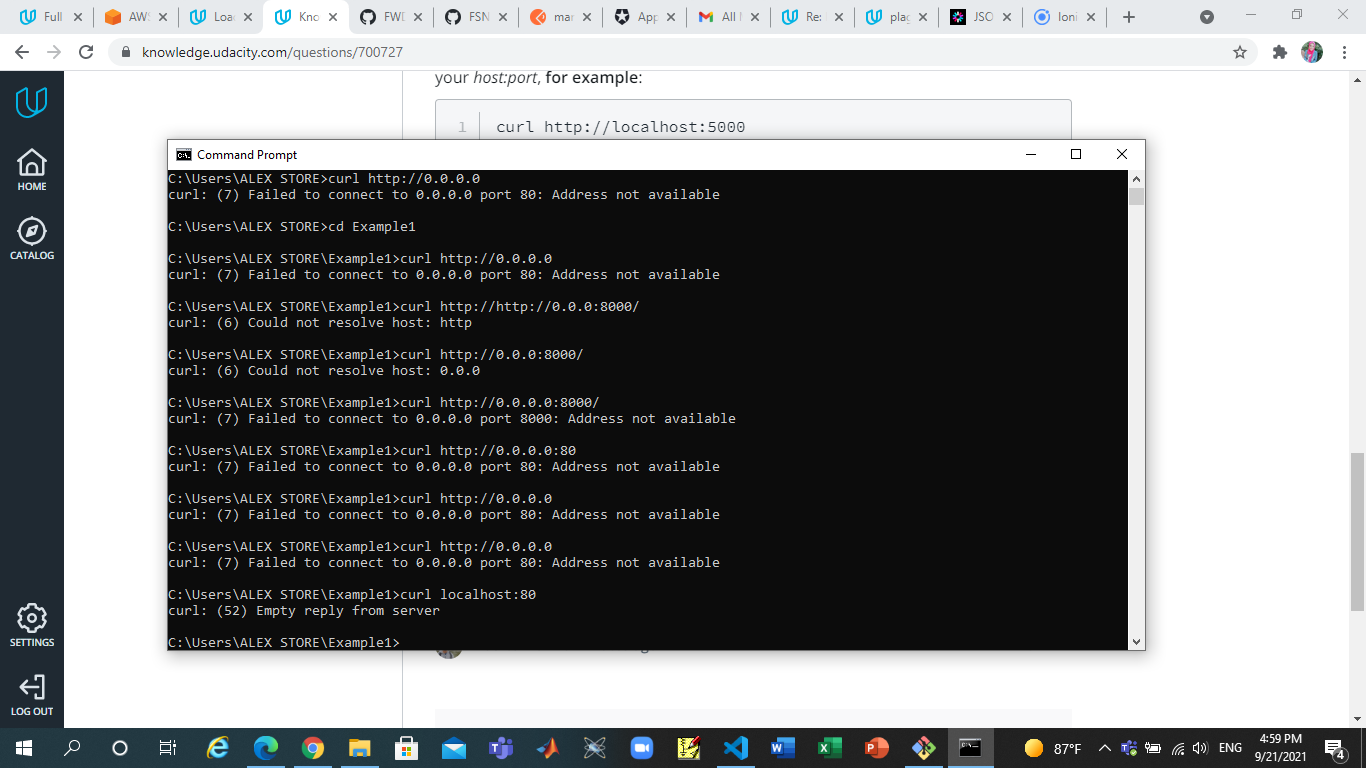 Full
AWS
Loa
Kno
FWD
FSN
mar
App
All I
Re:
plag
JSO
Ioni
knowledge.udacity.com/questions/700727
your host:port, for example:
1 curl http://localhost:5000
HOME
CATALOG
SETTINGS
LOG OUT
Command Prompt
C:\Users\ALEX STORE>curl http://0.0.0.0
curl: (7) Failed to connect to 0.0.0.0 port 80: Address not available
C:\Users\ALEX STORE>cd Example1
C:\Users\ALEX STORE\Example1>curl http://0.0.0.0
curl: (7) Failed to connect to 0.0.0.0 port 80: Address not available
C:\Users\ALEX STORE\Example1>curl http://http://0.0.0:8000/
curl: (6) Could not resolve host: http
C:\Users\ALEX STORE\Example1>curl http://0.0.0:8000/
curl: (6) Could not resolve host: 0.0.0
C:\Users\ALEX STORE\Example1>curl http://0.0.0.0:8000/
curl: (7) Failed to connect to 0.0.0.0 port 8000: Address not available
C:\Users\ALEX STORE\Example1>curl http://0.0.0.0:80
curl: (7) Failed to connect to 0.0.0.0 port 80: Address not available
C:\Users\ALEX STORE\Example1>curl http://0.0.0.0
curl: (7) Failed to connect to 0.0.0.0 port 80: Address not available
C:\Users\ALEX STORE\Example1>curl http://0.0.0.0
curl: (7) Failed to connect to 0.0.0.0 port 80: Address not available
C:\Users\ALEX STORE\Example1>curl localhost:80
curl: (52) Empty reply from server
C:\Users\ALEX STORE\Example1>
87°F
ENG
4:59 PM
9/21/2021
4